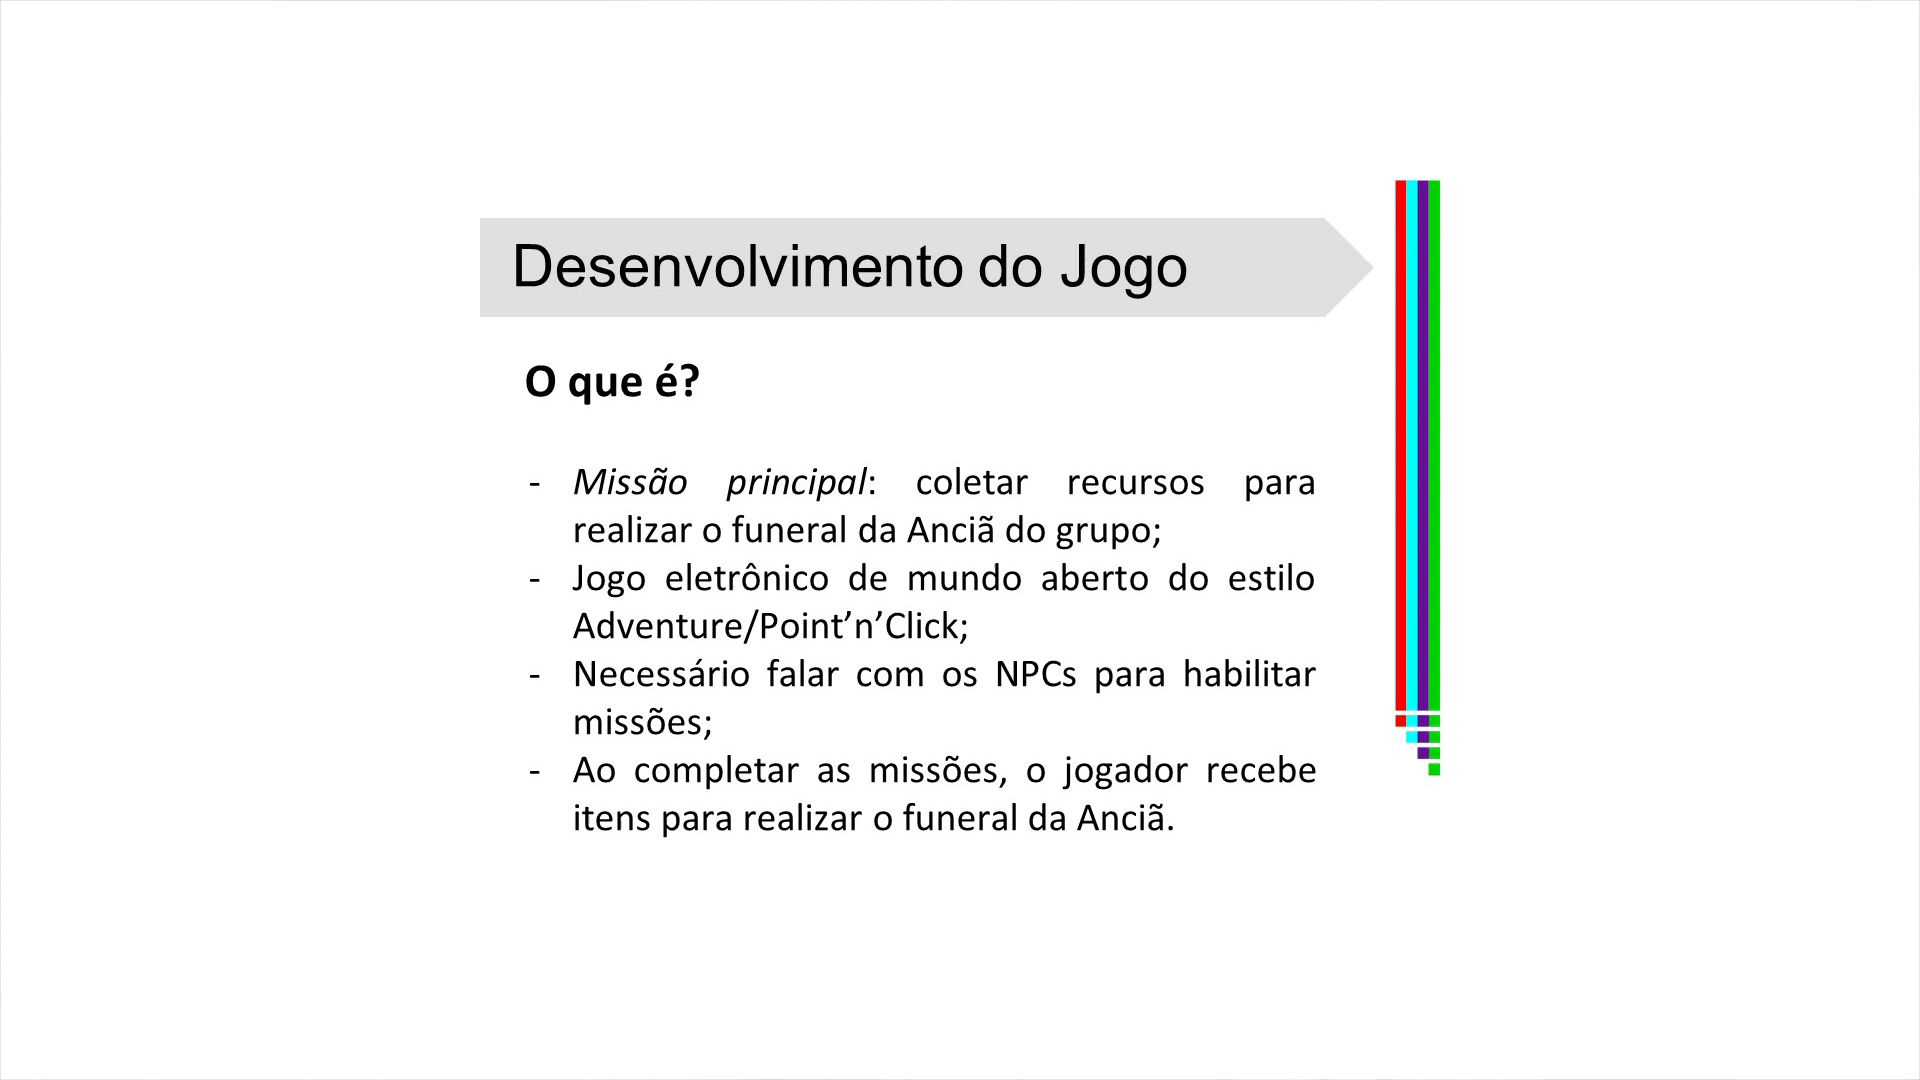 Desenvolvimento do Jogo
O que é?
- Missão principal: coletar recursos para
realizar o funeral da Anciã do grupo;
- Jogo eletrônico de mundo aberto do estilo
Adventure/Point’n’Click;
- Necessário falar com os NPCs para habilitar
missões;
- Ao completar as missões, o jogador recebe
itens para realizar o funeral da Anciã.